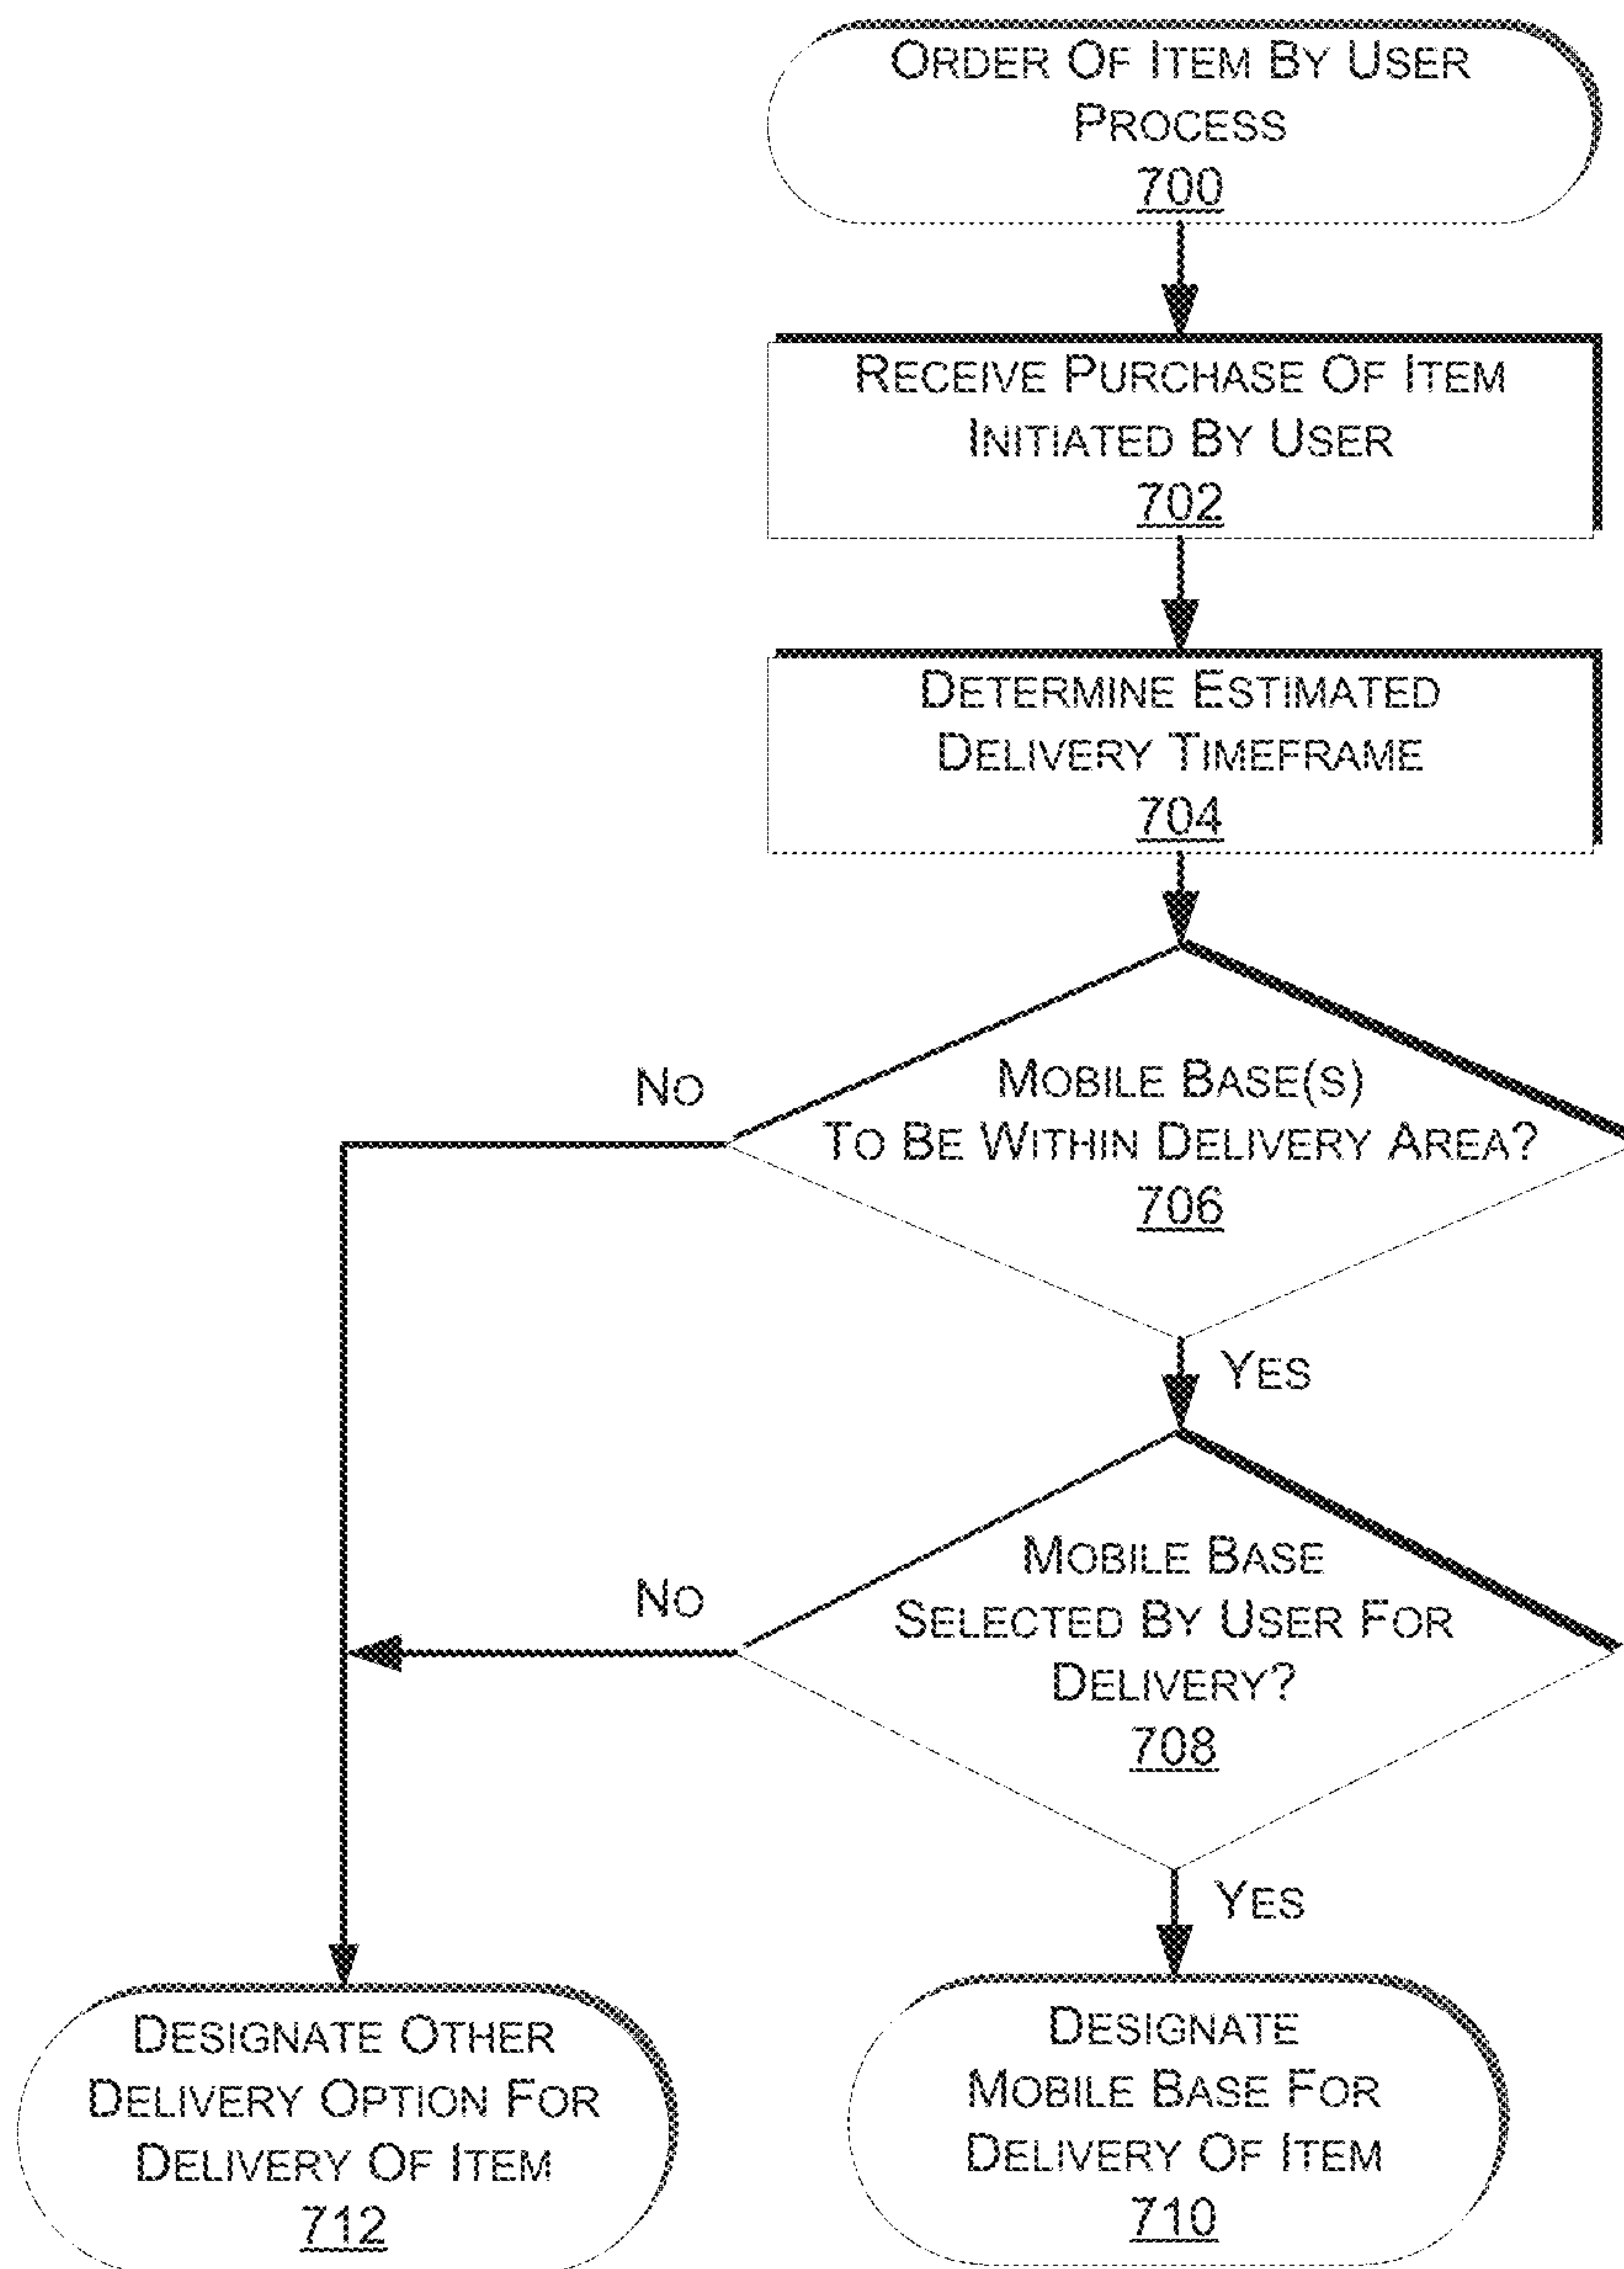 ORDER OF ITEM BY USER
PROCESS
700
RECEIVE PURCHASE OF ITEM
INITIATED BY USER
702
DETERMINE ESTIMATED
DELIVERY TIMEFRAME
704
NO
MOBILE BASE(S)
TO BE WITHIN DELIVERY AREA?
706
YES
NO
MOBILE BASE
SELECTED BY USER FOR
DELIVERY?
708
YES
DESIGNATE OTHER
DELIVERY OPTION FOR
DELIVERY OF ITEM
712
DESIGNATE
MOBILE BASE FOR
DELIVERY OF ITEM
710